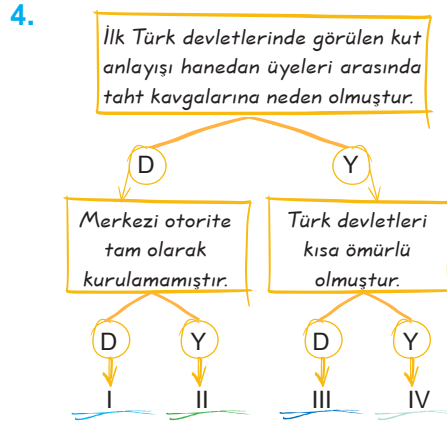 4.
İlk Türk devletlerinde görülen kut
anlayışı hanedan üyeleri arasında
taht kavgalarına neden olmuştur.
D Y
Merkezi otorite
tam olarak
kurulamamıştır.
Türk devletleri
kısa ömürlü
olmuştur.
D Y D Y
I II III IV